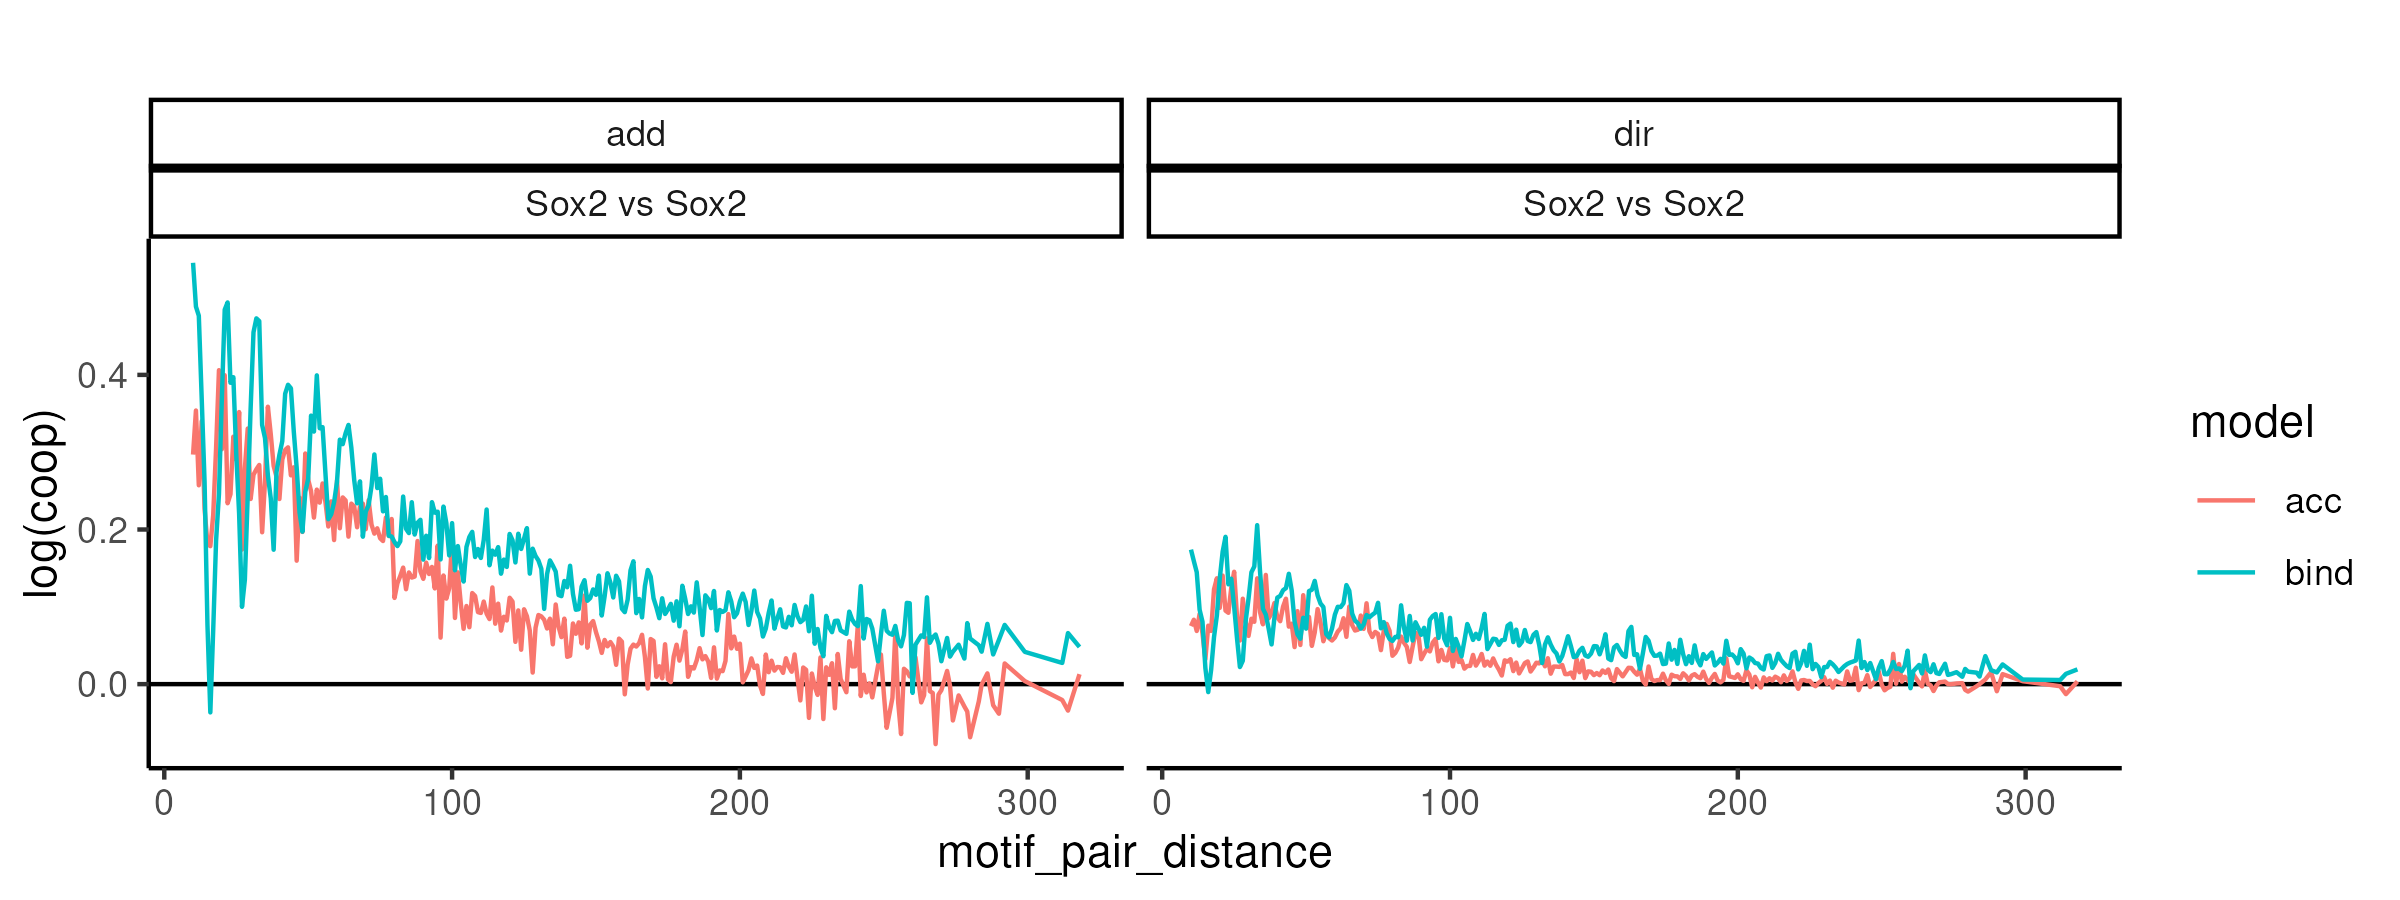 add
dir
Sox2 vs Sox2
Sox2 vs Sox2
log(coop)
0.4
0.2
0.0
0
100
200
300
0
100
200
300
motif_pair_distance
model
acc
bind